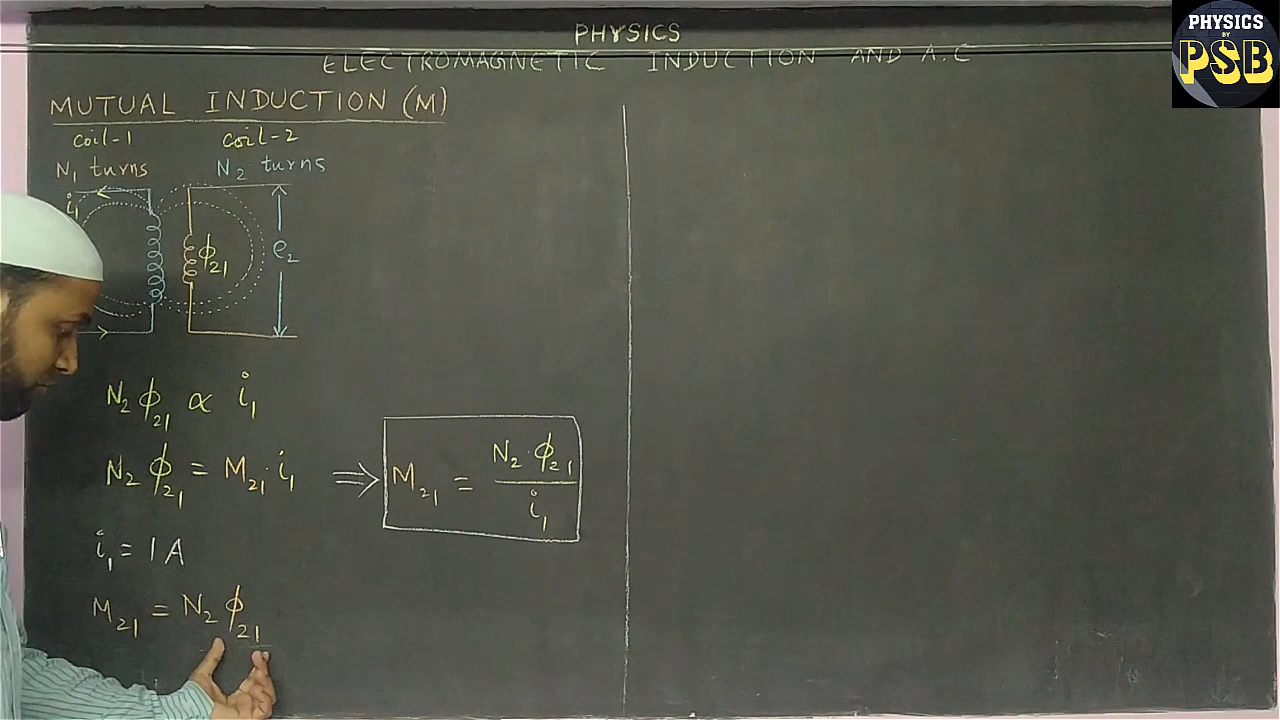 PHYSICS
PHYSICS
BY
PSB
ELECTROMAGNETIC INDUCTION AND A.C
MUTUAL INDUCTION (M)
coil-1 coil-2
N₁ turns N₂ turns
i₁
ϕ₂₁ e₂
N₂ ϕ₂₁ ∝ i₁
N₂ ϕ₂₁ = M₂₁· i₁ ⇒ M₂₁ = N₂·ϕ₂₁ / i₁
i₁ = 1 A
M₂₁ = N₂ ϕ₂₁